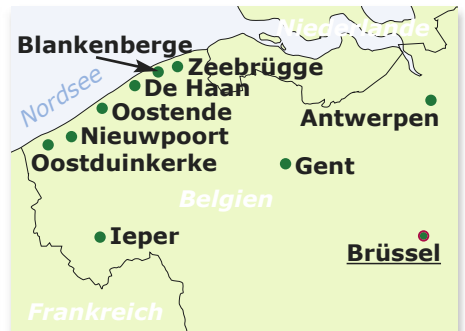 Niederlande
Blankenberge
Zeebrügge
Nordsee
De Haan
Oostende
Antwerpen
Nieuwpoort
Oostduinkerke
Gent
Belgien
Ieper
Brüssel
Frankreich